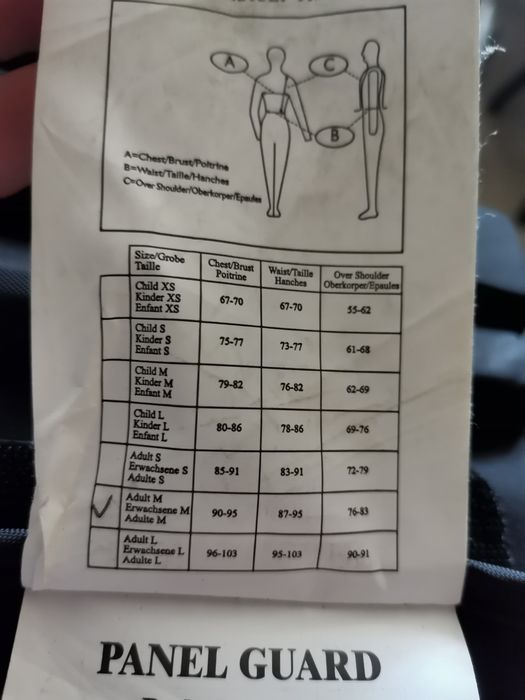 A
C
B
A=Chest/Brust/Poitrine
B=Waist/Taille/Hanches
C=Over Shoulder/Oberkorper/Epaules
Size/Grobe Taille Chest/Brust Poitrine Waist/Taille Hanches Over Shoulder Oberkorper/Epaules
Child XS
Kinder XS 67-70 67-70 55-62
Enfant XS
Child S
Kinder S 75-77 73-77 61-68
Enfant S
Child M
Kinder M 79-82 76-82 62-69
Enfant M
Child L
Kinder L 80-86 78-86 69-76
Enfant L
Adult S
Erwachsene S 85-91 83-91 72-79
Adulte S
Adult M
Erwachsene M 90-95 87-95 76-83
Adulte M
Adult L
Erwachsene L 96-103 95-103 90-91
Adulte L
PANEL GUARD